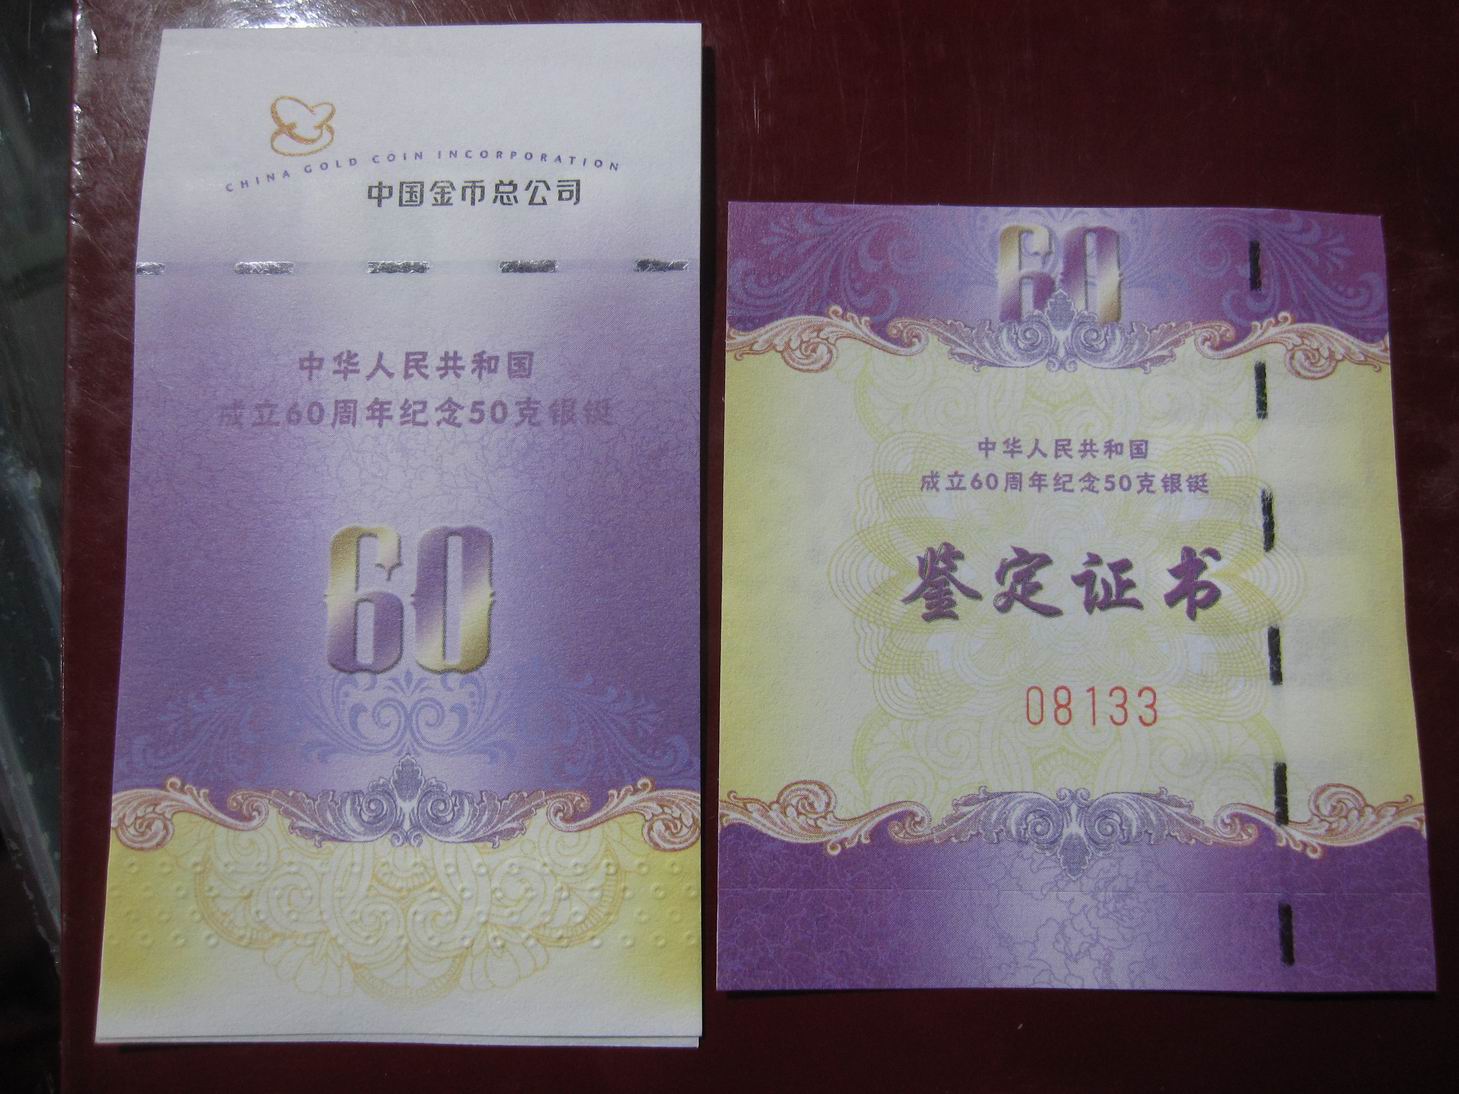 CHINA GOLD COIN INCORPORATION
中国金币总公司
中华人民共和国
成立60周年纪念50克银铤
60
60
中华人民共和国
成立60周年纪念50克银铤
鉴定证书
08133